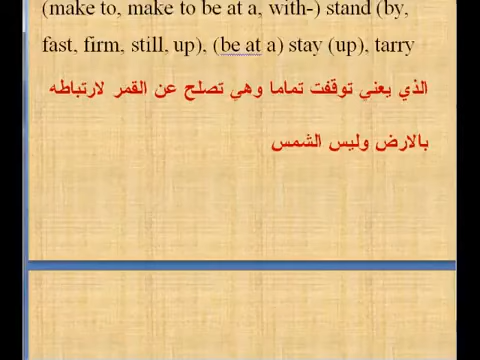 (make to, make to be at a, with-) stand (by,
fast, firm, still, up), (be at a) stay (up), tarry
الذي يعني توقفت تماما وهي تصلح عن القمر لارتباطه
بالارض وليس الشمس